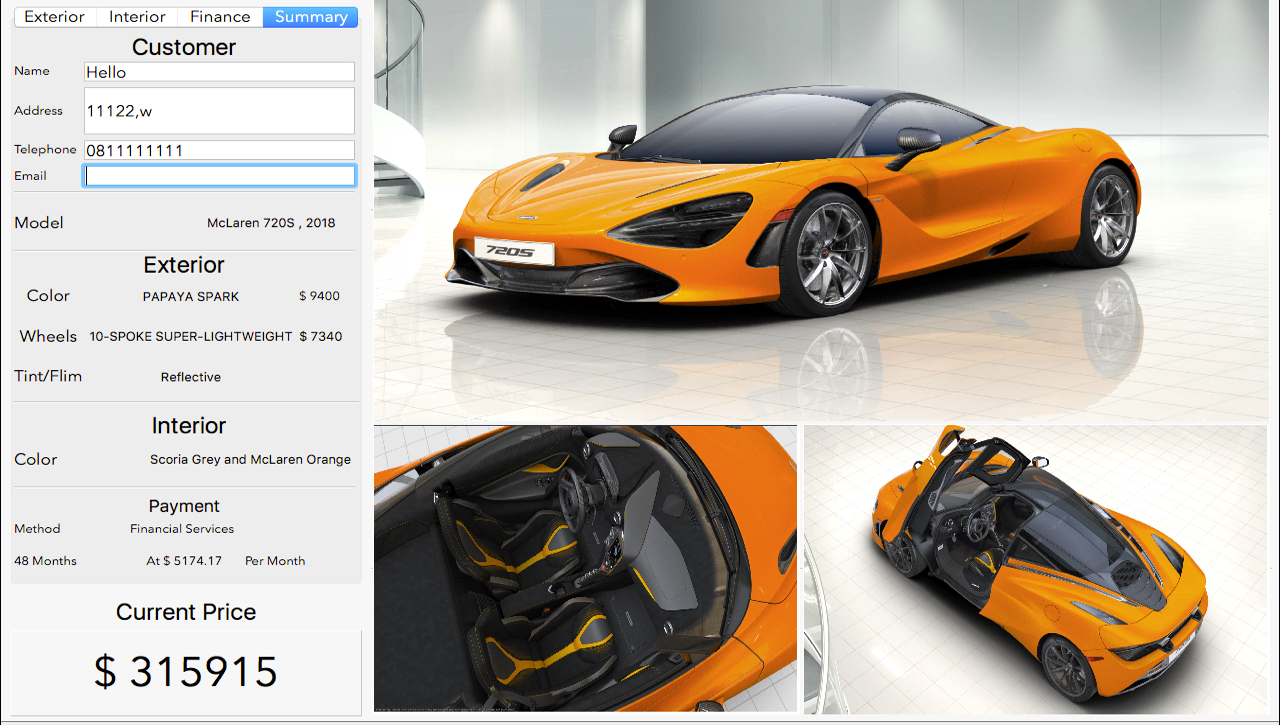 Exterior Interior Finance Summary
Customer
Name Hello
Address 11122,w
Telephone 0811111111
Email
Model McLaren 720S , 2018
Exterior
Color PAPAYA SPARK $ 9400
Wheels 10-SPOKE SUPER-LIGHTWEIGHT $ 7340
Tint/Flim Reflective
Interior
Color Scoria Grey and McLaren Orange
Payment
Method Financial Services
48 Months At $ 5174.17 Per Month
Current Price
$ 315915
720S